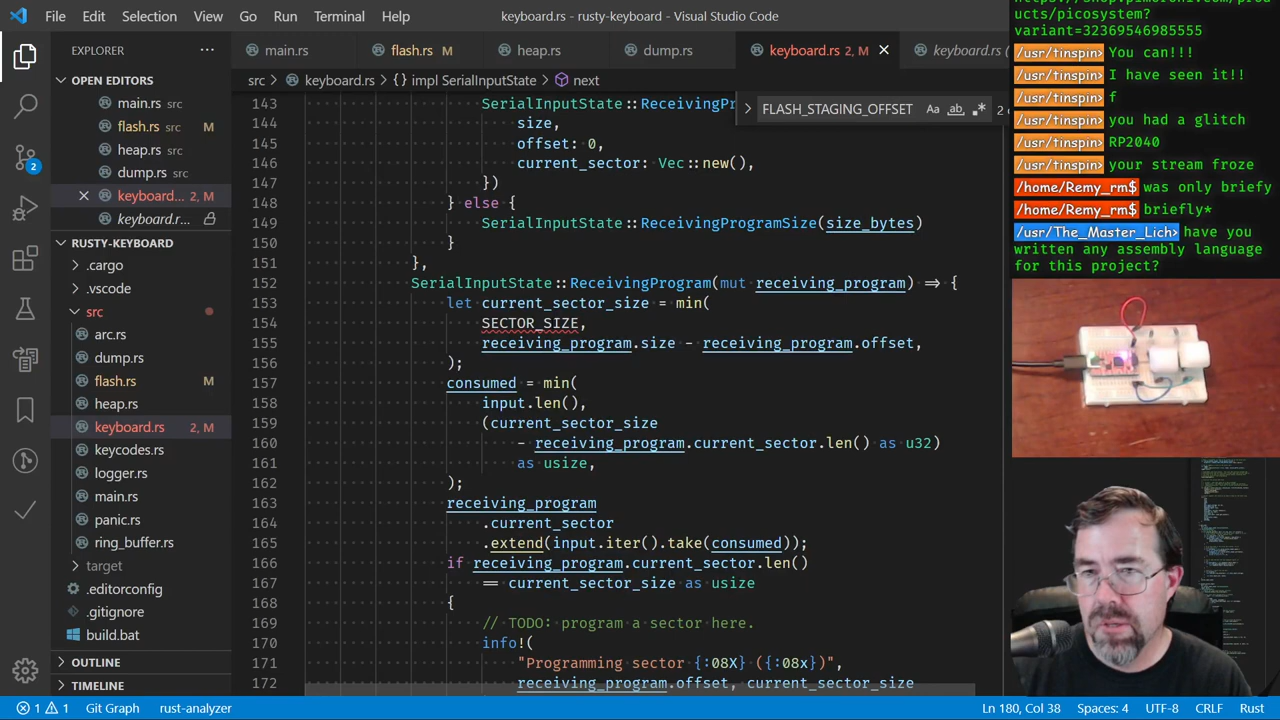 File Edit Selection View Go Run Terminal Help
keyboard.rs - rusty-keyboard - Visual Studio Code
EXPLORER
OPEN EDITORS
main.rs src
flash.rs src M
heap.rs src
dump.rs src
keyboard... 2, M
keyboard.r...
RUSTY-KEYBOARD
.cargo
.vscode
src
arc.rs
dump.rs
flash.rs M
heap.rs
keyboard.rs 2, M
keycodes.rs
logger.rs
main.rs
panic.rs
ring_buffer.rs
target
.editorconfig
.gitignore
build.bat
OUTLINE
TIMELINE
2
main.rs
flash.rs M
heap.rs
dump.rs
keyboard.rs 2, M
keyboard.rs (
src > keyboard.rs > {} impl SerialInputState > next
FLASH_STAGING_OFFSET
143 SerialInputState::ReceivingPr
144 size,
145 offset: 0,
146 current_sector: Vec::new(),
147 })
148 } else {
149 SerialInputState::ReceivingProgramSize(size_bytes)
150 }
151 },
152 SerialInputState::ReceivingProgram(mut receiving_program) => {
153 let current_sector_size = min(
154 SECTOR_SIZE,
155 receiving_program.size - receiving_program.offset,
156 );
157 consumed = min(
158 input.len(),
159 (current_sector_size
160 - receiving_program.current_sector.len() as u32)
161 as usize,
162 );
163 receiving_program
164 .current_sector
165 .extend(input.iter().take(consumed));
166 if receiving_program.current_sector.len()
167 == current_sector_size as usize
168 {
169 // TODO: program a sector here.
170 info!(
171 "Programming sector {:08X} ({:08x})",
172 receiving_program.offset, current_sector_size
1 1 Git Graph rust-analyzer
Ln 180, Col 38 Spaces: 4 UTF-8 CRLF Rust
ucts/picosystem?
variant=32369546985555
/usr/tinspin> You can!!!
/usr/tinspin> I have seen it!!
/usr/tinspin> f
/usr/tinspin> you had a glitch
/usr/tinspin> RP2040
/usr/tinspin> your stream froze
/home/Remy_rm$ was only briefy
/home/Remy_rm$ briefly*
/usr/The_Master_Lich> have you
written any assembly language
for this project?